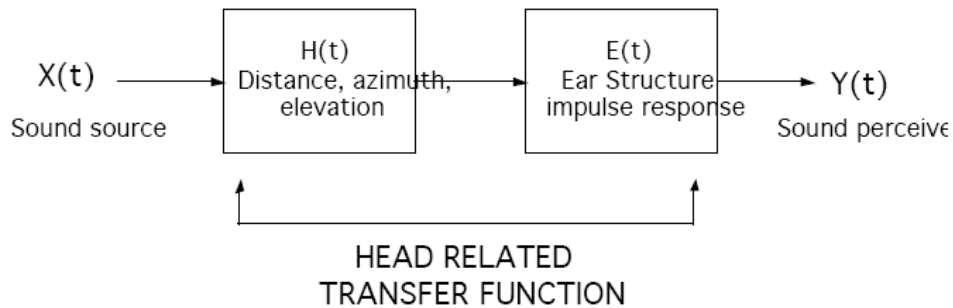 X(t)
Sound source
H(t)
Distance, azimuth,
elevation
E(t)
Ear Structure
impulse response
Y(t)
Sound perceive
HEAD RELATED
TRANSFER FUNCTION